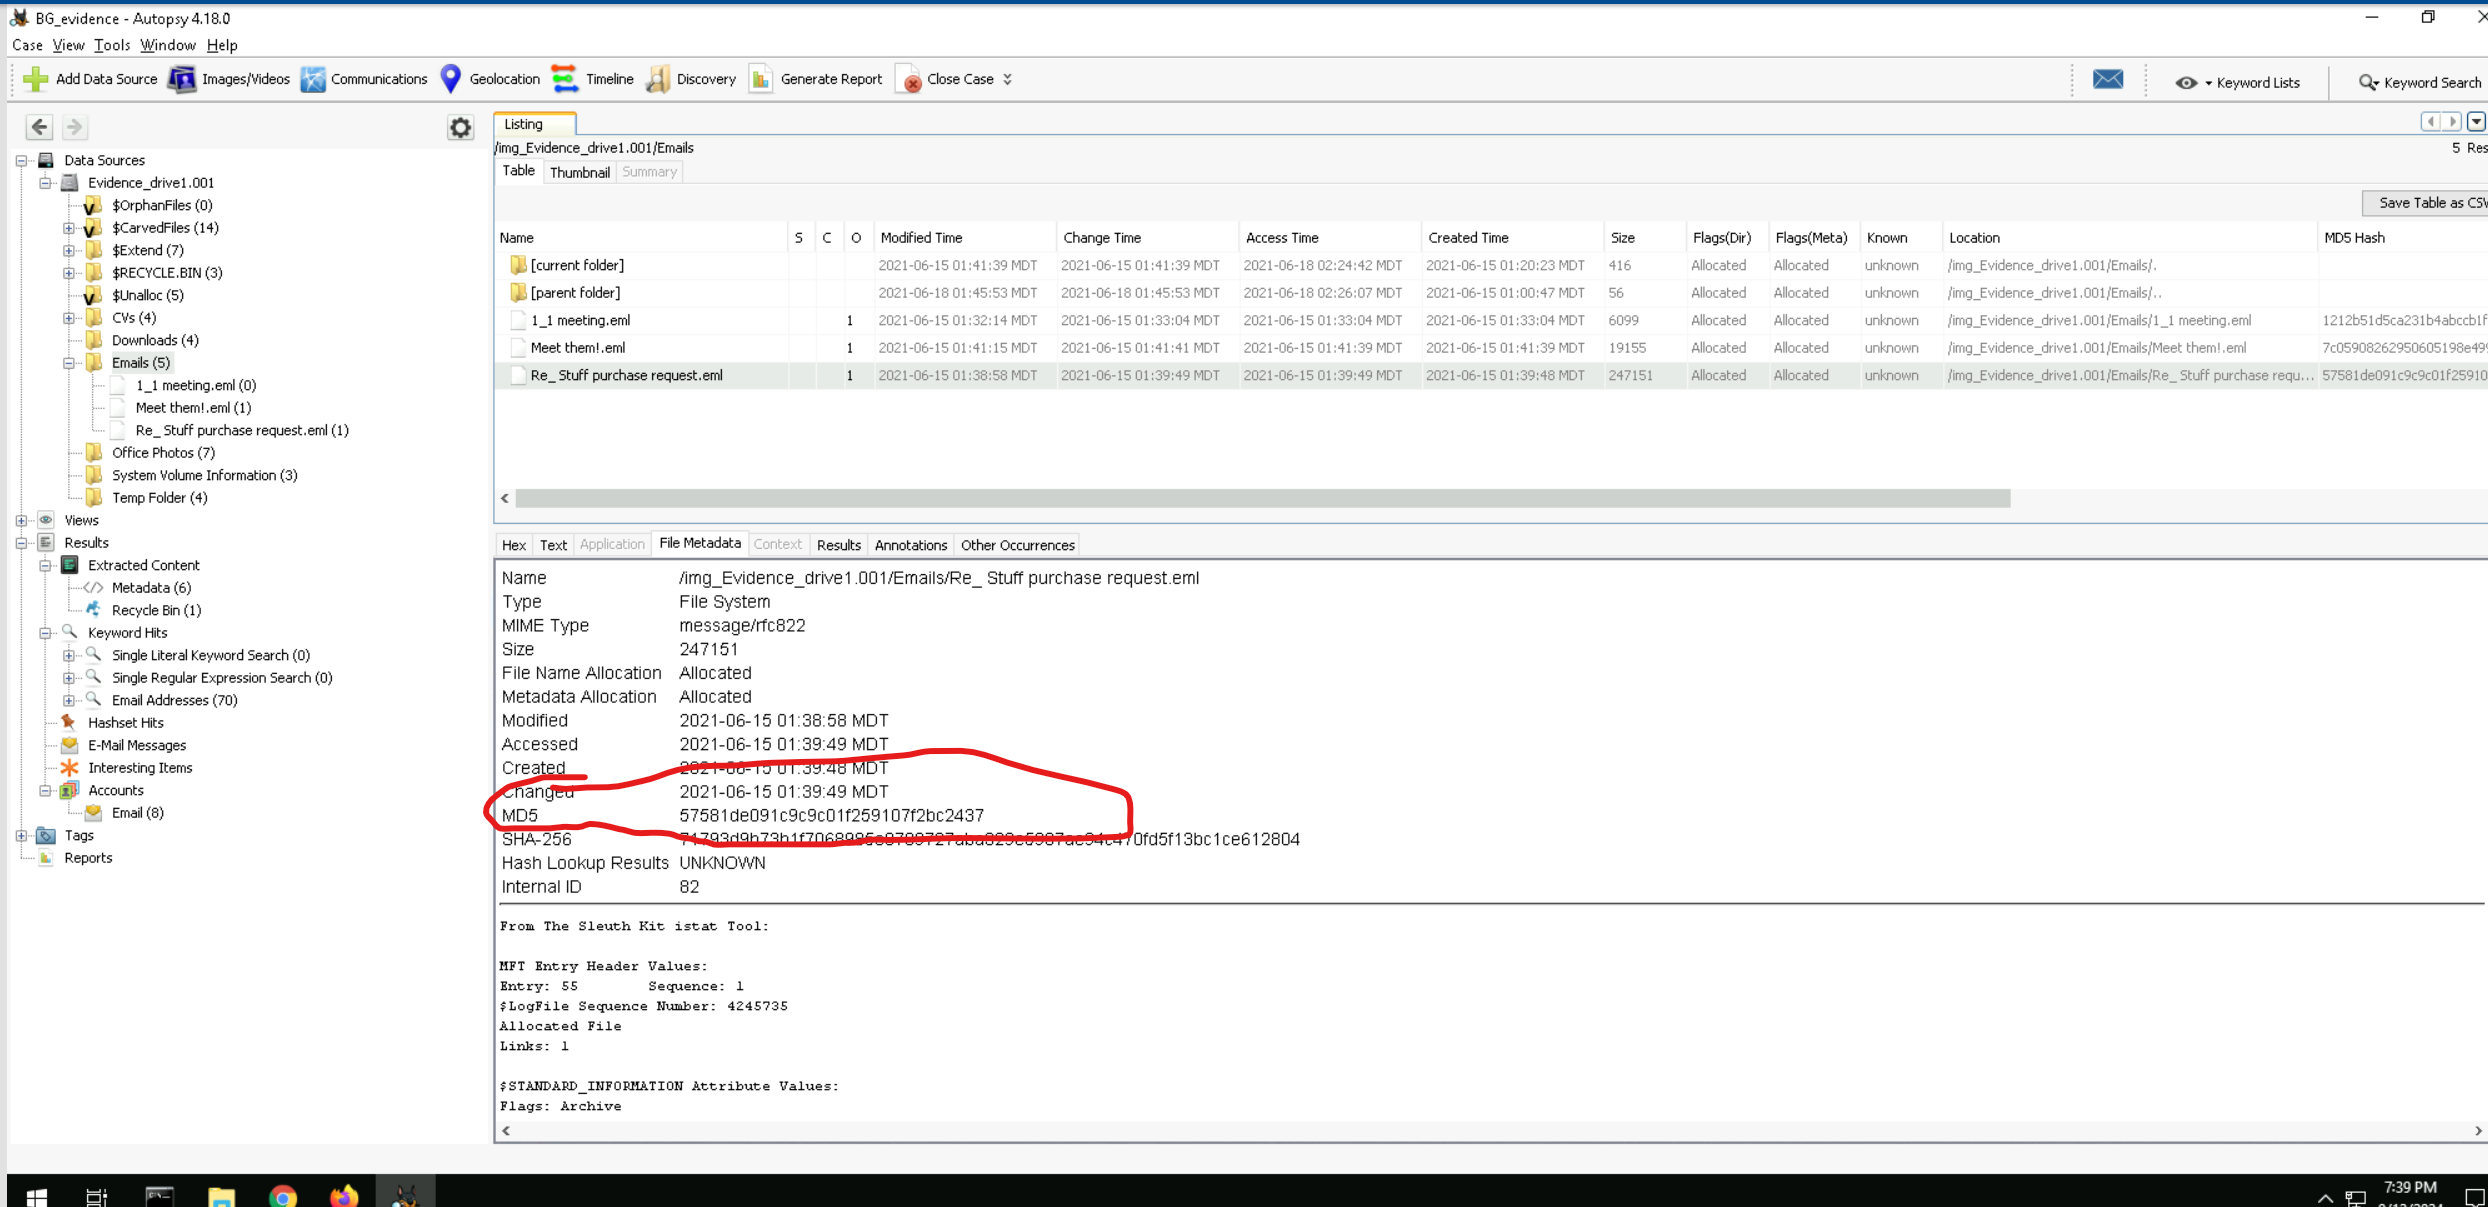 BG_evidence - Autopsy 4.18.0
Case View Tools Window Help
Add Data Source Images/Videos Communications Geolocation Timeline Discovery Generate Report Close Case Keyword Lists Keyword Search
Data Sources
Evidence_drive1.001
$OrphanFiles (0)
$CarvedFiles (14)
$Extend (7)
$RECYCLE.BIN (3)
$Unalloc (5)
CVs (4)
Downloads (4)
Emails (5)
1_1 meeting.eml (0)
Meet them!.eml (1)
Re_ Stuff purchase request.eml (1)
Office Photos (7)
System Volume Information (3)
Temp Folder (4)
Views
Results
Extracted Content
Metadata (6)
Recycle Bin (1)
Keyword Hits
Single Literal Keyword Search (0)
Single Regular Expression Search (0)
Email Addresses (70)
Hashset Hits
E-Mail Messages
Interesting Items
Accounts
Email (8)
Tags
Reports
Listing
/img_Evidence_drive1.001/Emails
5 Res
Table Thumbnail Summary
Save Table as CSV
Name S C O Modified Time Change Time Access Time Created Time Size Flags(Dir) Flags(Meta) Known Location MD5 Hash
[current folder] 2021-06-15 01:41:39 MDT 2021-06-15 01:41:39 MDT 2021-06-18 02:24:42 MDT 2021-06-15 01:20:23 MDT 416 Allocated Allocated unknown /img_Evidence_drive1.001/Emails/.
[parent folder] 2021-06-18 01:45:53 MDT 2021-06-18 01:45:53 MDT 2021-06-18 02:26:07 MDT 2021-06-15 01:00:47 MDT 56 Allocated Allocated unknown /img_Evidence_drive1.001/Emails/..
1_1 meeting.eml 1 2021-06-15 01:32:14 MDT 2021-06-15 01:33:04 MDT 2021-06-15 01:33:04 MDT 2021-06-15 01:33:04 MDT 6099 Allocated Allocated unknown /img_Evidence_drive1.001/Emails/1_1 meeting.eml 1212b51d5ca231b4abccb1f
Meet them!.eml 1 2021-06-15 01:41:15 MDT 2021-06-15 01:41:41 MDT 2021-06-15 01:41:39 MDT 2021-06-15 01:41:39 MDT 19155 Allocated Allocated unknown /img_Evidence_drive1.001/Emails/Meet them!.eml 7c05908262950605198e499
Re_ Stuff purchase request.eml 1 2021-06-15 01:38:58 MDT 2021-06-15 01:39:49 MDT 2021-06-15 01:39:49 MDT 2021-06-15 01:39:48 MDT 247151 Allocated Allocated unknown /img_Evidence_drive1.001/Emails/Re_ Stuff purchase requ... 57581de091c9c9c01f25910
Hex Text Application File Metadata Context Results Annotations Other Occurrences
Name /img_Evidence_drive1.001/Emails/Re_ Stuff purchase request.eml
Type File System
MIME Type message/rfc822
Size 247151
File Name Allocation Allocated
Metadata Allocation Allocated
Modified 2021-06-15 01:38:58 MDT
Accessed 2021-06-15 01:39:49 MDT
Created 2021-06-15 01:39:48 MDT
Changed 2021-06-15 01:39:49 MDT
MD5 57581de091c9c9c01f259107f2bc2437
SHA-256
Hash Lookup Results UNKNOWN
Internal ID 82
From The Sleuth Kit istat Tool:
MFT Entry Header Values:
Entry: 55 Sequence: 1
$LogFile Sequence Number: 4245735
Allocated File
Links: 1
$STANDARD_INFORMATION Attribute Values:
Flags: Archive
7:39 PM